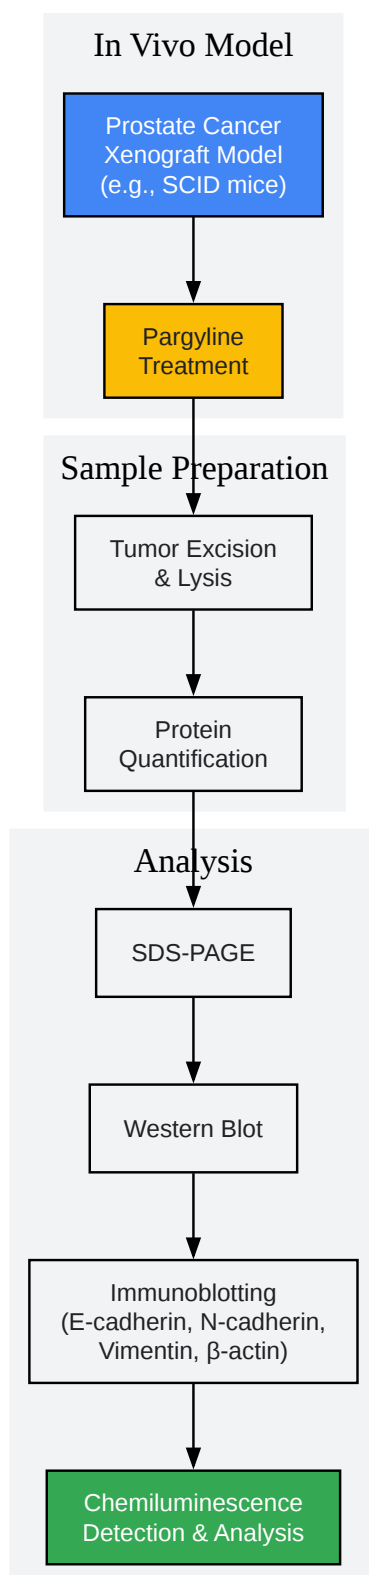 In Vivo Model
Prostate Cancer
Xenograft Model
(e.g., SCID mice)
Pargyline
Treatment
Sample Preparation
Tumor Excision
& Lysis
Protein
Quantification
Analysis
SDS-PAGE
Western Blot
Immunoblotting
(E-cadherin, N-cadherin,
Vimentin, β-actin)
Chemiluminescence
Detection & Analysis